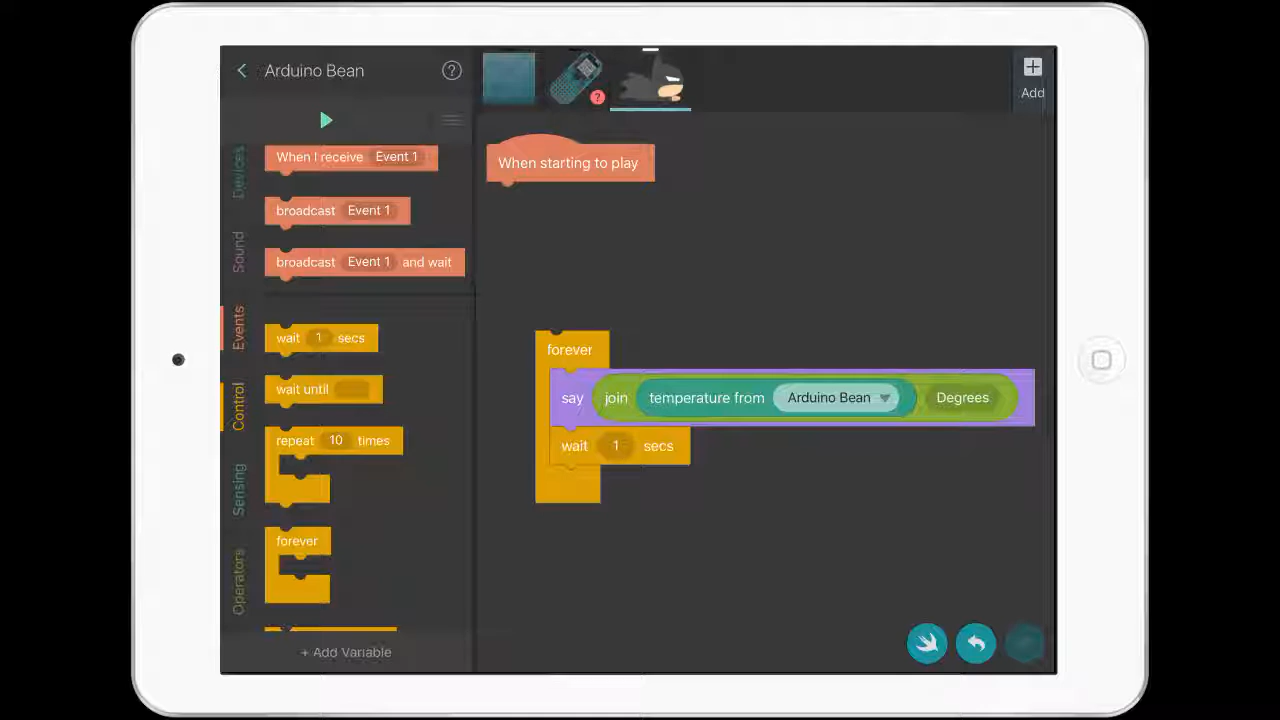 Arduino Bean
?
?
Add
When I receive Event 1
broadcast Event 1
broadcast Event 1 and wait
wait 1 secs
wait until
repeat 10 times
forever
+ Add Variable
Devices
Sound
Events
Control
Sensing
Operators
When starting to play
forever
say join temperature from Arduino Bean Degrees
wait 1 secs